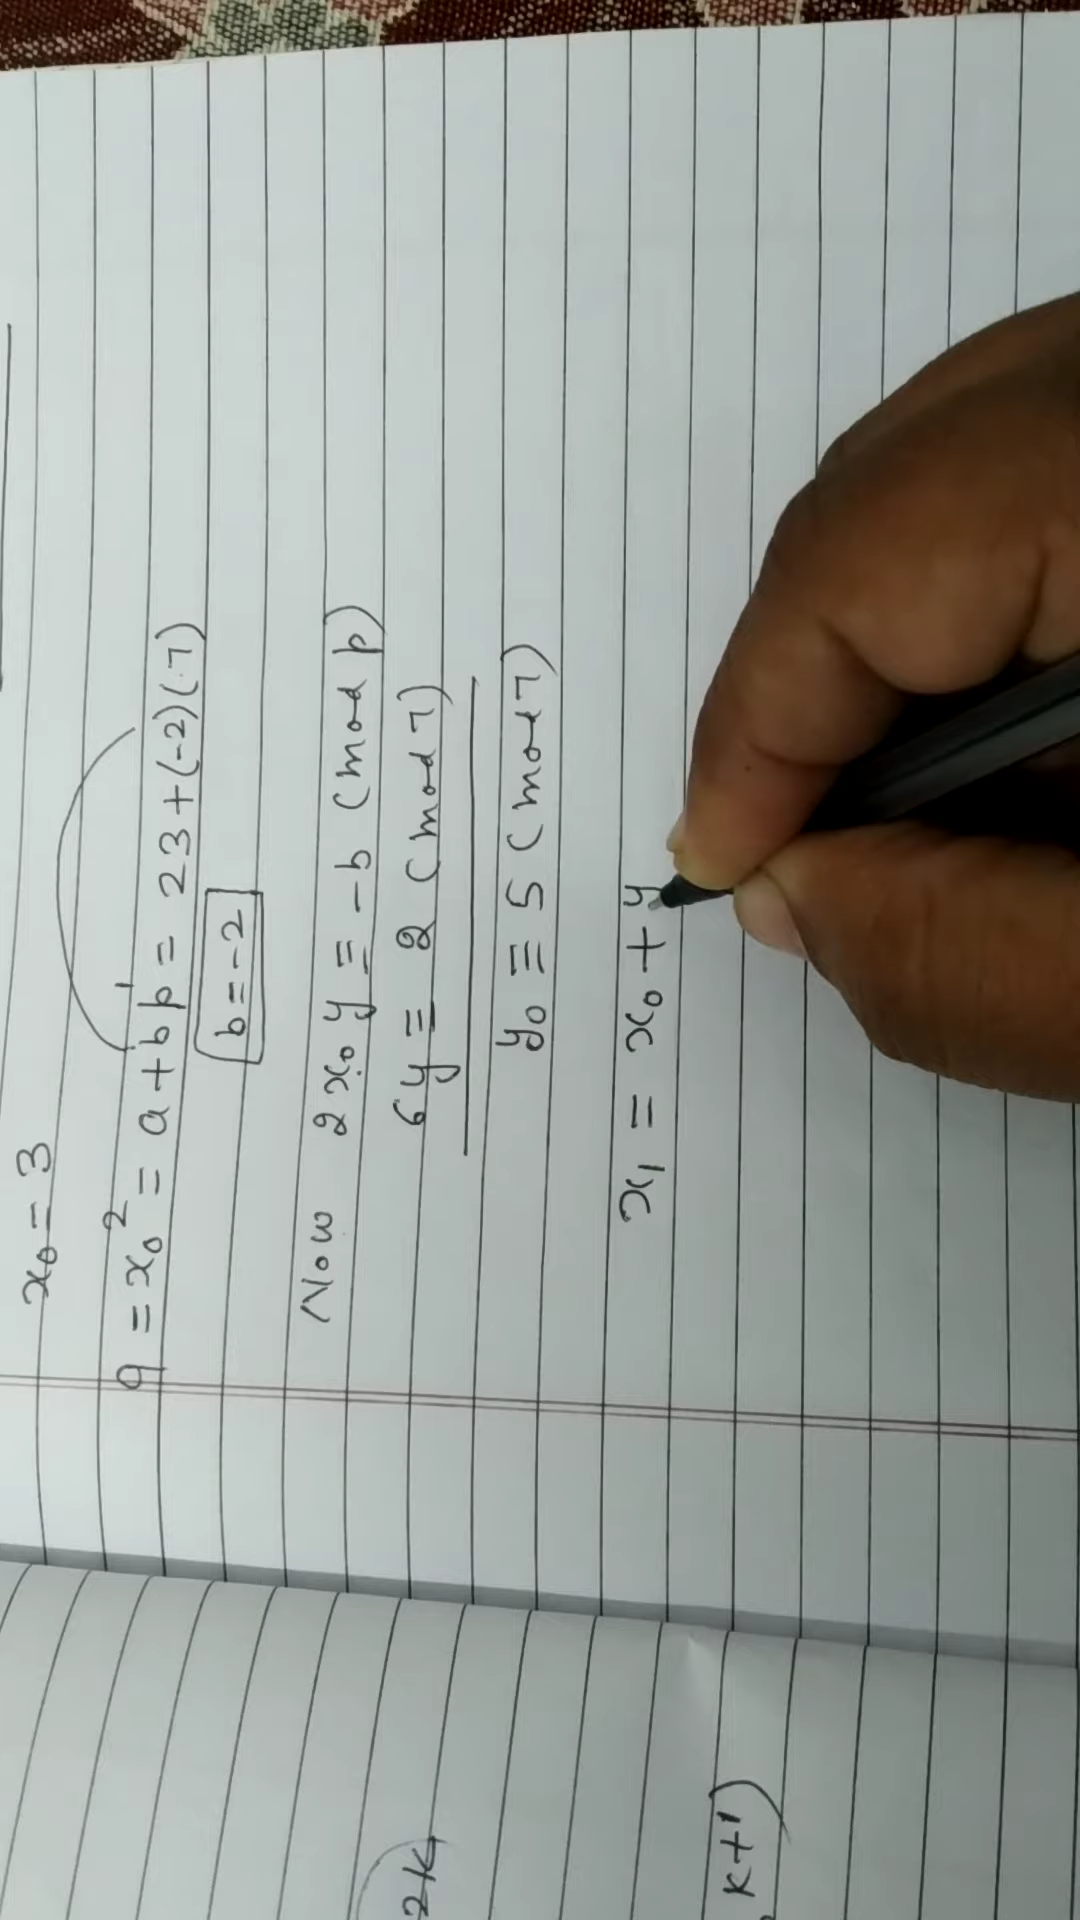 x₀ = 3
9 = x₀² = a + bp¹ = 23 + (-2)(7)
b = -2
Now 2x₀y ≡ -b (mod p)
6y ≡ 2 (mod 7)
y₀ ≡ 5 (mod 7)
x₁ = x₀ + y
2k
k+1)